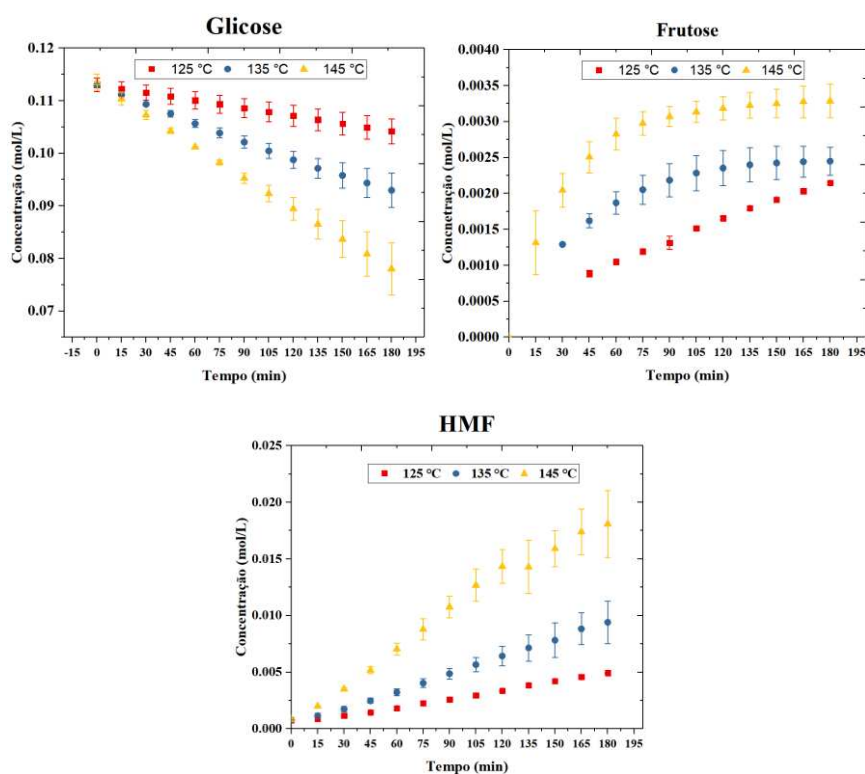 Glicose
0.12
125 °C 135 °C 145 °C
0.11
0.10
0.09
0.08
0.07
Concentração (mol/L)
-15 0 15 30 45 60 75 90 105 120 135 150 165 180 195
Tempo (min)
Frutose
0.0040
125 °C 135 °C 145 °C
0.0035
0.0030
0.0025
0.0020
0.0015
0.0010
0.0005
0.0000
Concnetração (mol/L)
0 15 30 45 60 75 90 105 120 135 150 165 180 195
Tempo (min)
HMF
0.025
125 °C 135 °C 145 °C
0.020
0.015
0.010
0.005
0.000
Concentração (mol/L)
0 15 30 45 60 75 90 105 120 135 150 165 180 195
Tempo (min)